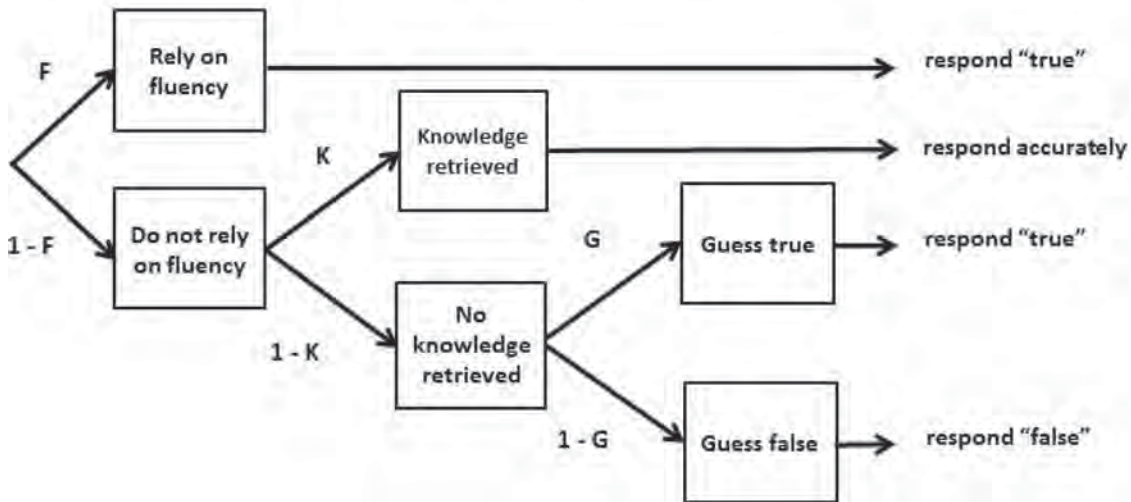 F
Rely on
fluency
respond "true"
K
Knowledge
retrieved
respond accurately
1 - F
Do not rely
on fluency
G
Guess true
respond "true"
1 - K
No
knowledge
retrieved
1 - G
Guess false
respond "false"